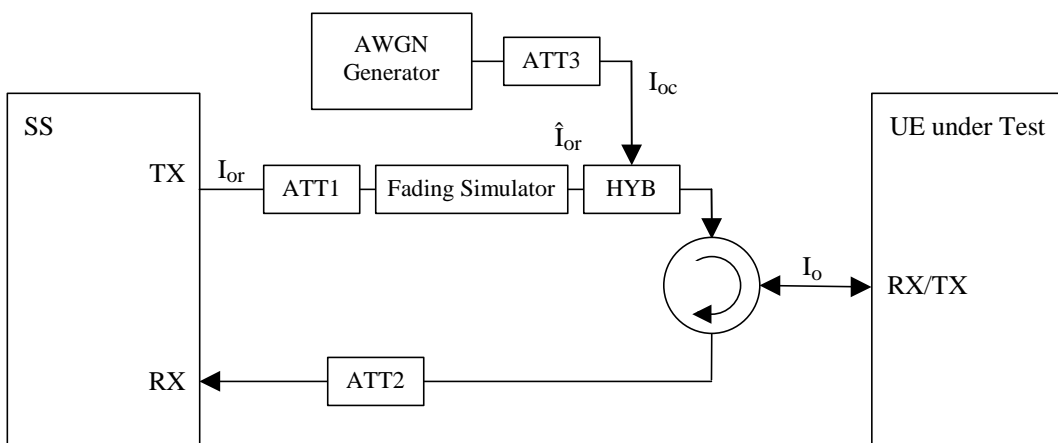 AWGN
Generator
ATT3
I_oc
SS
UE under Test
Î_or
TX
I_or
ATT1
Fading Simulator
HYB
I_o
RX/TX
RX
ATT2